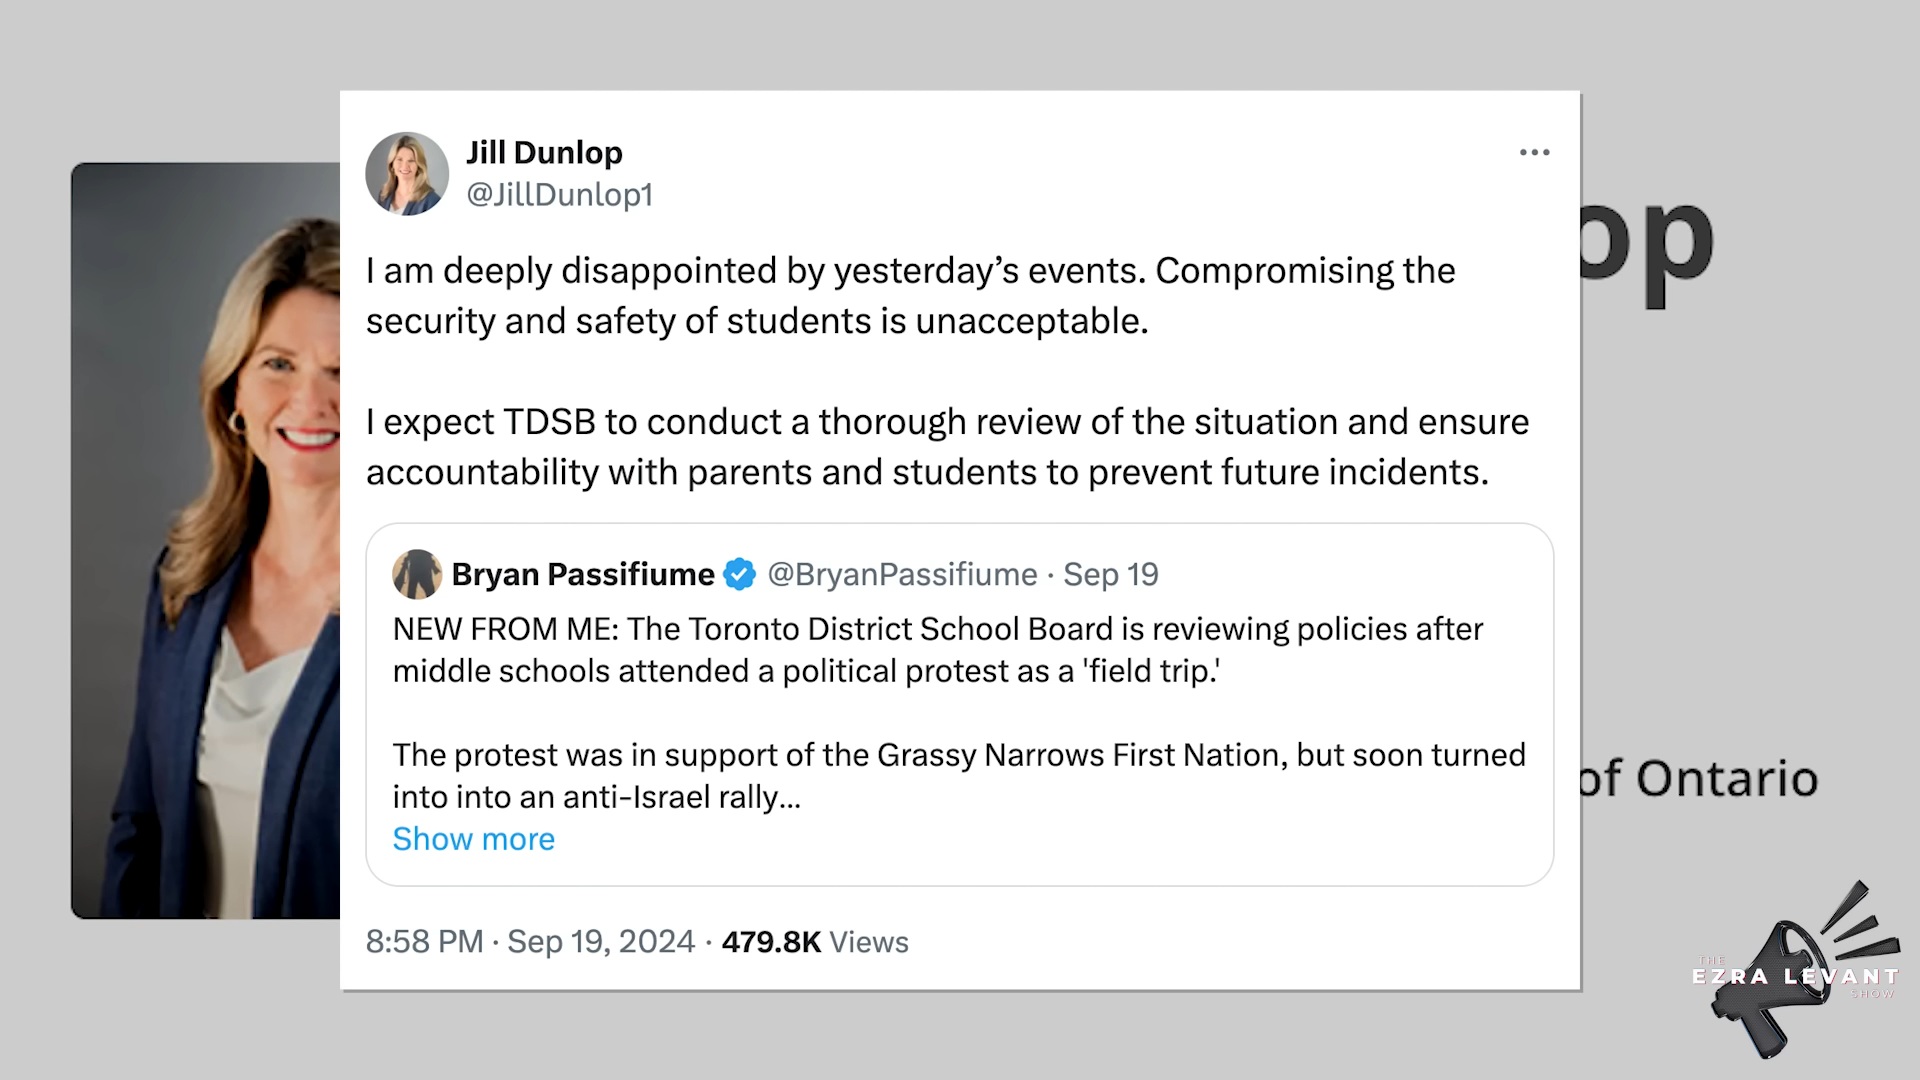 Jill Dunlop
@JillDunlop1
op
I am deeply disappointed by yesterday’s events. Compromising the
security and safety of students is unacceptable.
I expect TDSB to conduct a thorough review of the situation and ensure
accountability with parents and students to prevent future incidents.
Bryan Passifiume @BryanPassifiume · Sep 19
NEW FROM ME: The Toronto District School Board is reviewing policies after
middle schools attended a political protest as a 'field trip.'
The protest was in support of the Grassy Narrows First Nation, but soon turned
into into an anti-Israel rally...
Show more
of Ontario
8:58 PM · Sep 19, 2024 · 479.8K Views
THE
EZRA LEVANT
SHOW